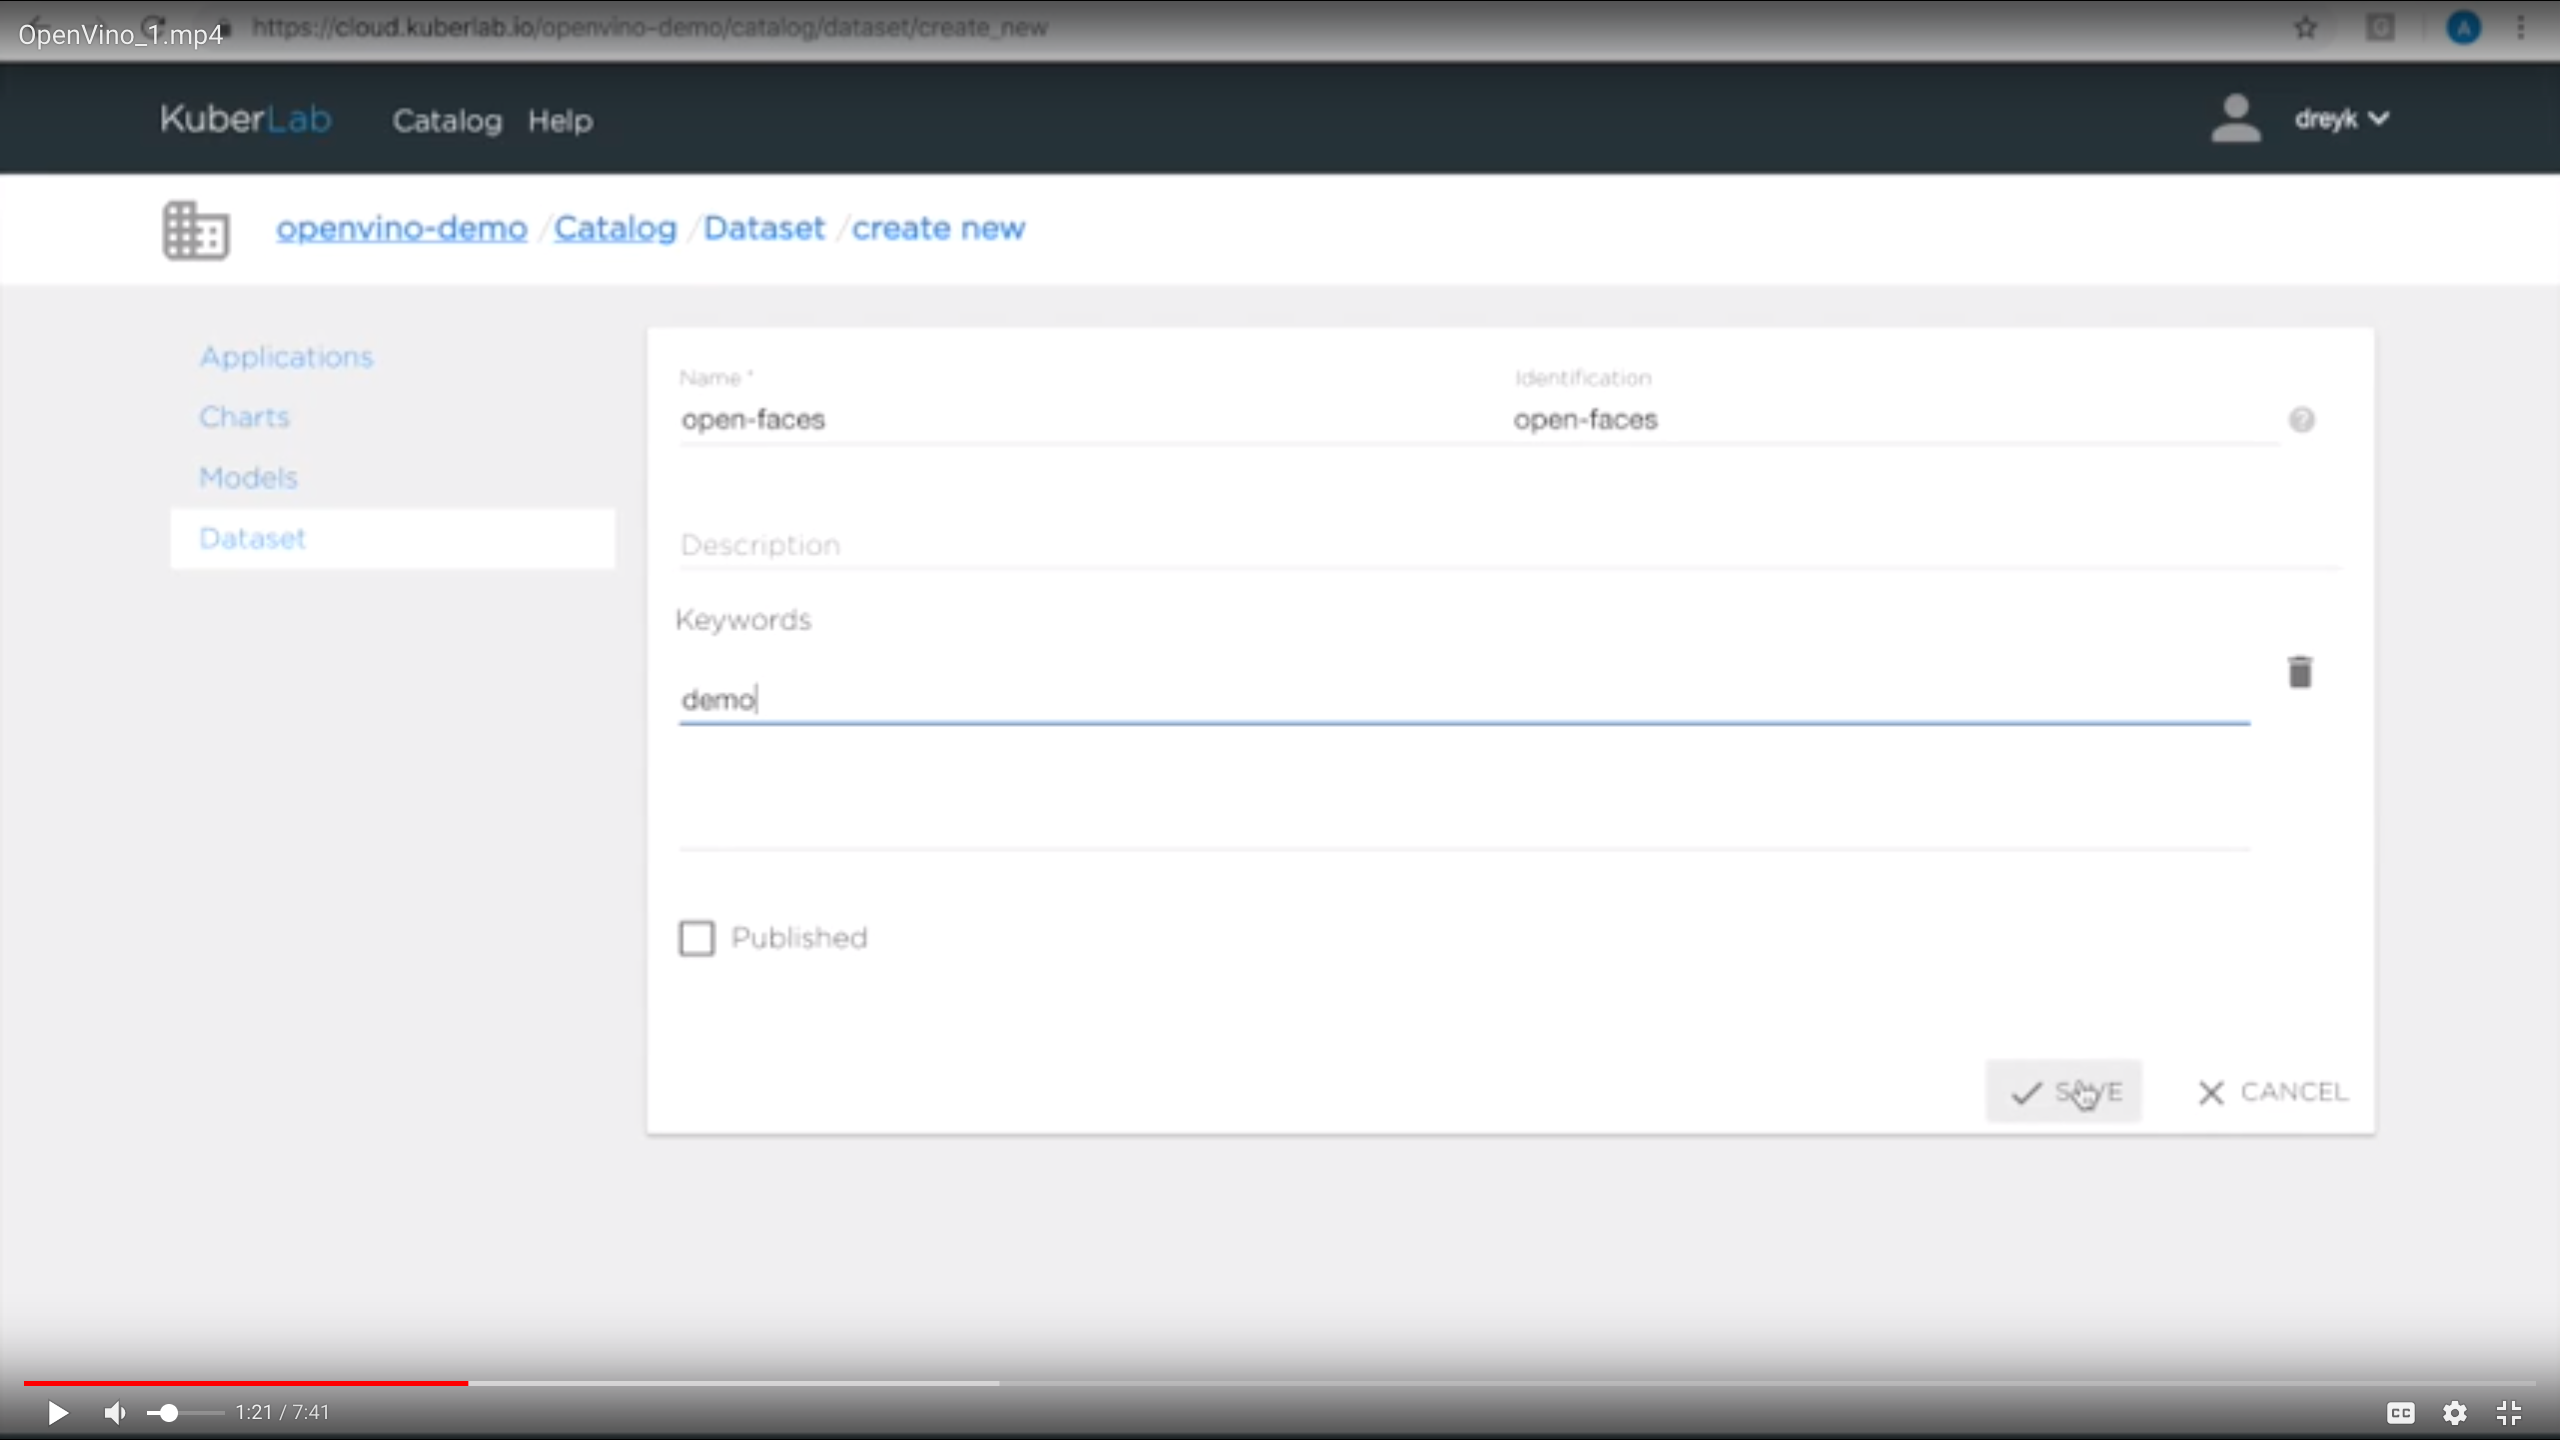 https://cloud.kuberlab.io/openvino-demo/catalog/dataset/create_new
OpenVino_1.mp4
A
KuberLab Catalog Help dreyk
openvino-demo /Catalog /Dataset /create new
Applications
Charts
Models
Dataset
Name * Identification
open-faces open-faces ?
Description
Keywords
demo
Published
SAVE CANCEL
1:21 / 7:41 CC